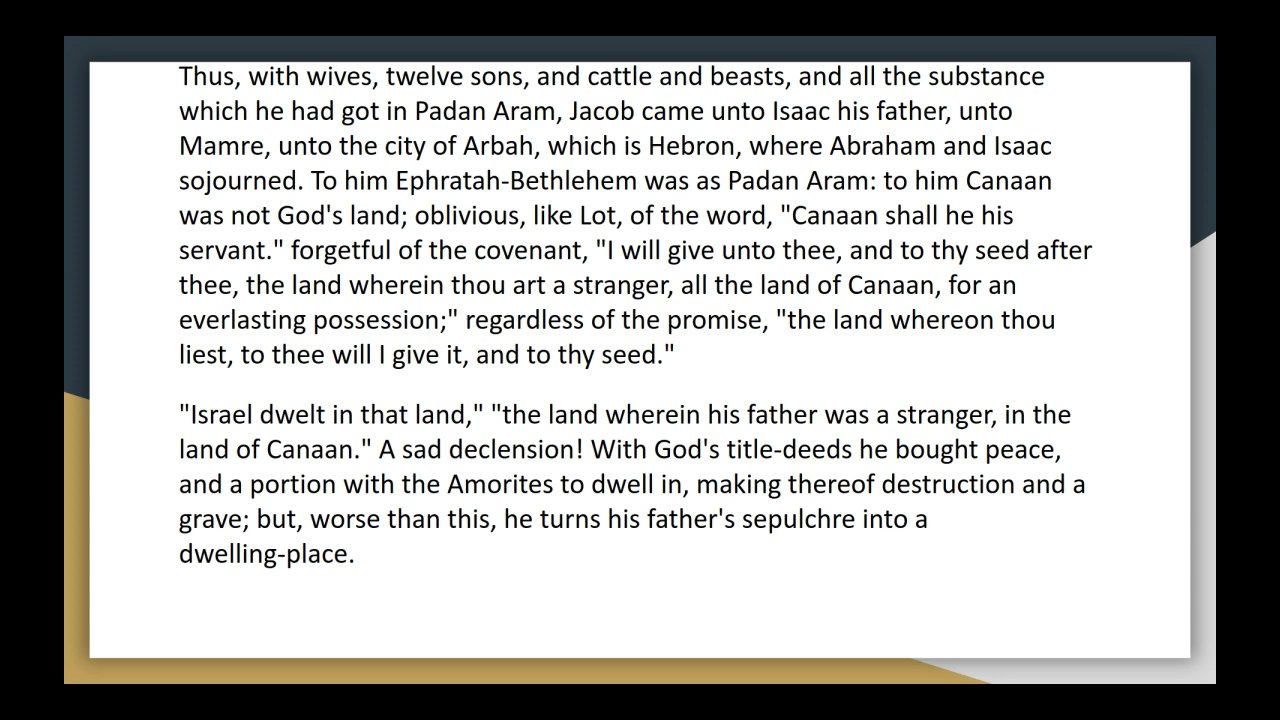 Thus, with wives, twelve sons, and cattle and beasts, and all the substance
which he had got in Padan Aram, Jacob came unto Isaac his father, unto
Mamre, unto the city of Arbah, which is Hebron, where Abraham and Isaac
sojourned. To him Ephratah-Bethlehem was as Padan Aram: to him Canaan
was not God's land; oblivious, like Lot, of the word, "Canaan shall he his
servant." forgetful of the covenant, "I will give unto thee, and to thy seed after
thee, the land wherein thou art a stranger, all the land of Canaan, for an
everlasting possession;" regardless of the promise, "the land whereon thou
liest, to thee will I give it, and to thy seed."
"Israel dwelt in that land," "the land wherein his father was a stranger, in the
land of Canaan." A sad declension! With God's title-deeds he bought peace,
and a portion with the Amorites to dwell in, making thereof destruction and a
grave; but, worse than this, he turns his father's sepulchre into a
dwelling-place.